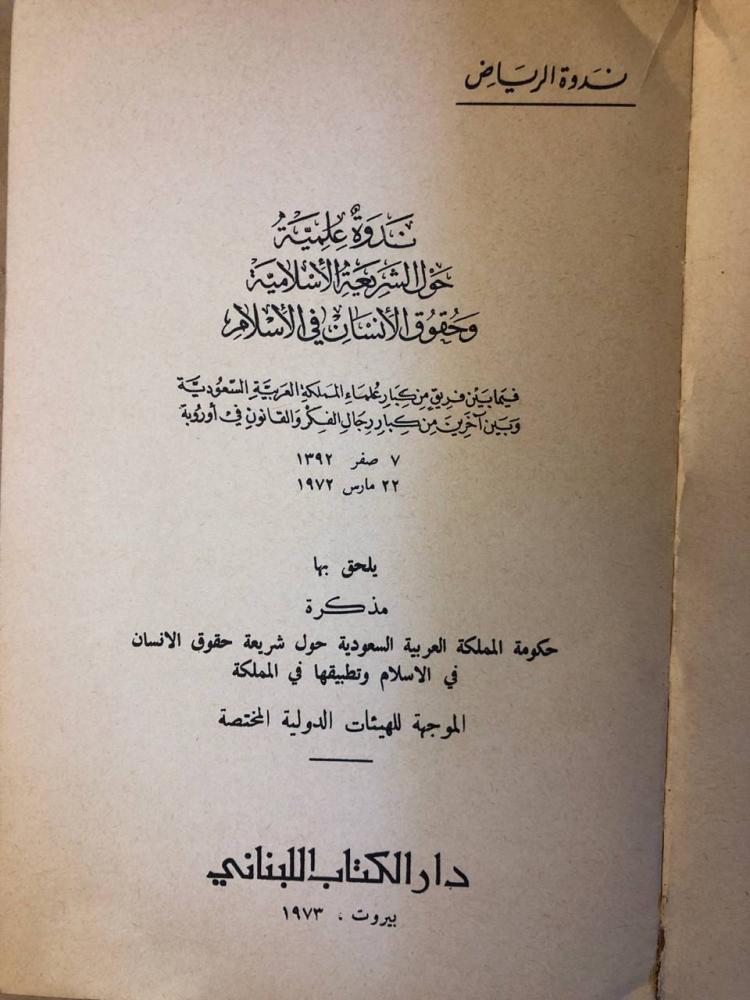 ندوة الرياض
ندوة علمية
حول الشريعة الأسلامية
وحقوق الأنسان في الأسلام
فيما بين فريق من كبار علماء المملكة العربية السعودية
وبين آخرين من كبار رجال الفكر والقانون في أوروبة
٧ صفر ١٣٩٢
٢٢ مارس ١٩٧٢
يلحق بها
مذكرة
حكومة المملكة العربية السعودية حول شريعة حقوق الانسان
في الاسلام وتطبيقها في المملكة
الموجهة للهيئات الدولية المختصة
دار الكتاب اللبناني
بيروت ، ١٩٧٣